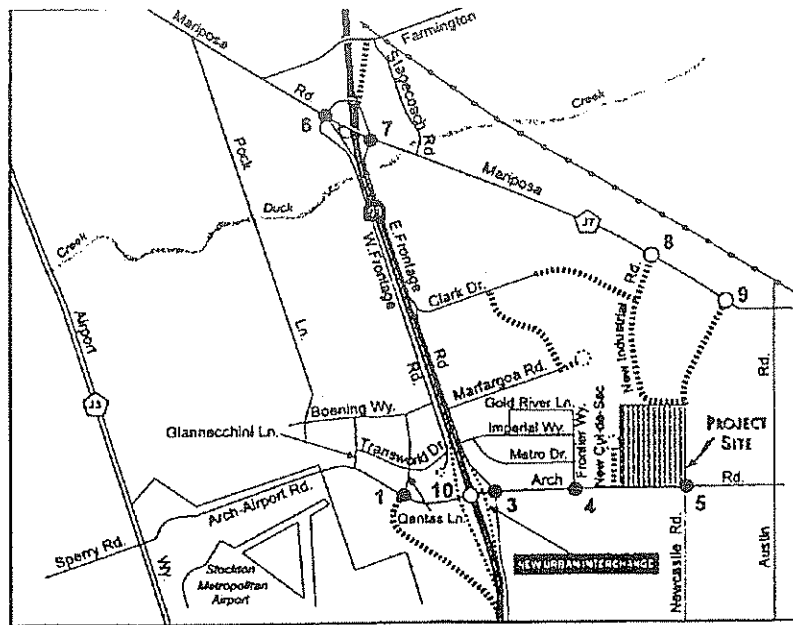 Mariposa
Farmington
Rd
Stagecoach Rd
6
7
Creek
Pock
Duck
Mariposa
J7
Creek
E. Frontage
W. Frontage
8
Rd.
9
Clark Dr.
New Industrial
Airport
Ln.
Rd
Rd.
Rd.
Marfargoa Rd.
Gold River Ln.
Boening Wy.
Imperial Wy.
Frontier Wy.
New Cul-de-Sac
PROJECT
SITE
Giannecchini Ln.
Transworld Dr.
Metro Dr.
Arch
Rd.
1
10
3
4
5
Arch-Airport Rd.
Qantas Ln.
Sperry Rd.
Wy
Stockton
Metropolitan
Airport
NEW URBAN INTERCHANGE
Newcastle Rd
Austin